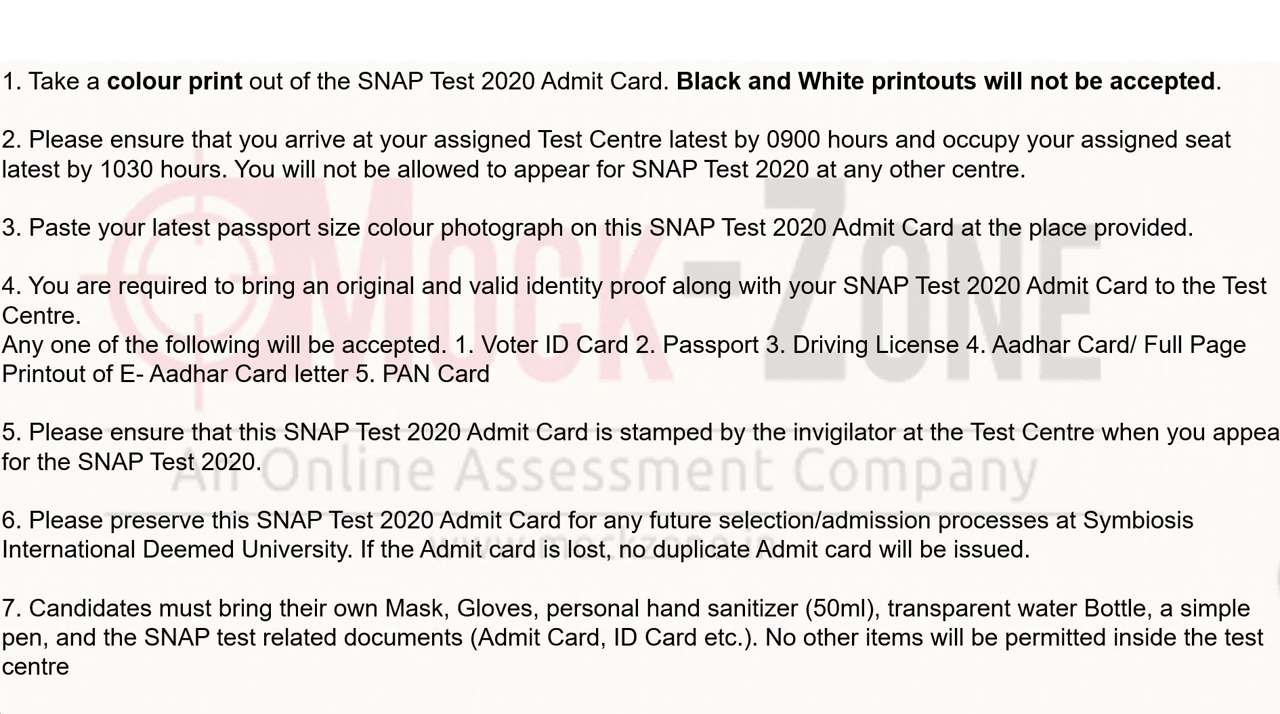 1. Take a colour print out of the SNAP Test 2020 Admit Card. Black and White printouts will not be accepted.
2. Please ensure that you arrive at your assigned Test Centre latest by 0900 hours and occupy your assigned seat
latest by 1030 hours. You will not be allowed to appear for SNAP Test 2020 at any other centre.
3. Paste your latest passport size colour photograph on this SNAP Test 2020 Admit Card at the place provided.
4. You are required to bring an original and valid identity proof along with your SNAP Test 2020 Admit Card to the Test
Centre.
Any one of the following will be accepted. 1. Voter ID Card 2. Passport 3. Driving License 4. Aadhar Card/ Full Page
Printout of E- Aadhar Card letter 5. PAN Card
5. Please ensure that this SNAP Test 2020 Admit Card is stamped by the invigilator at the Test Centre when you appea
for the SNAP Test 2020.
6. Please preserve this SNAP Test 2020 Admit Card for any future selection/admission processes at Symbiosis
International Deemed University. If the Admit card is lost, no duplicate Admit card will be issued.
7. Candidates must bring their own Mask, Gloves, personal hand sanitizer (50ml), transparent water Bottle, a simple
pen, and the SNAP test related documents (Admit Card, ID Card etc.). No other items will be permitted inside the test
centre
MOCK-ZONE
An Online Assessment Company